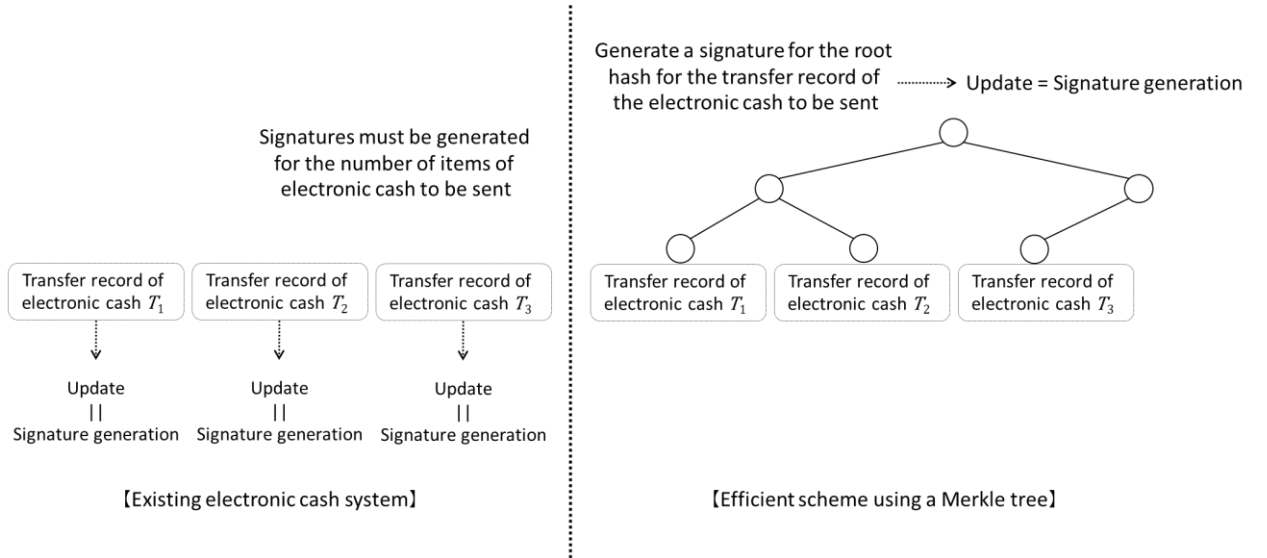 Signatures must be generated
for the number of items of
electronic cash to be sent
Transfer record of
electronic cash T₁
Transfer record of
electronic cash T₂
Transfer record of
electronic cash T₃
Update
||
Signature generation
Update
||
Signature generation
Update
||
Signature generation
【Existing electronic cash system】
Generate a signature for the root
hash for the transfer record of
the electronic cash to be sent
Update = Signature generation
Transfer record of
electronic cash T₁
Transfer record of
electronic cash T₂
Transfer record of
electronic cash T₃
【Efficient scheme using a Merkle tree】